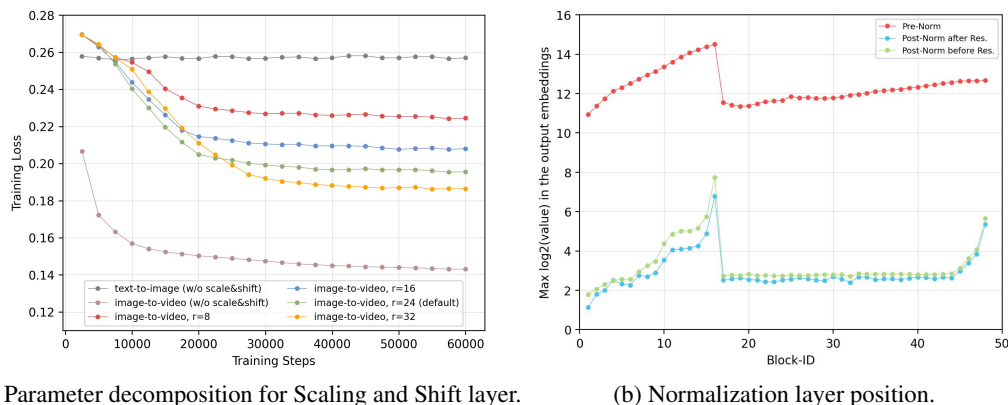 0.28
0.26
0.24
0.22
0.20
0.18
0.16
0.14
0.12
Training Loss
text-to-image (w/o scale&shift)
image-to-video (w/o scale&shift)
image-to-video, r=8
image-to-video, r=16
image-to-video, r=24 (default)
image-to-video, r=32
0 10000 20000 30000 40000 50000 60000
Training Steps
Parameter decomposition for Scaling and Shift layer.
16
14
12
10
8
6
4
2
0
Max log2(value) in the output embeddings
Pre-Norm
Post-Norm after Res.
Post-Norm before Res.
0 10 20 30 40 50
Block-ID
(b) Normalization layer position.